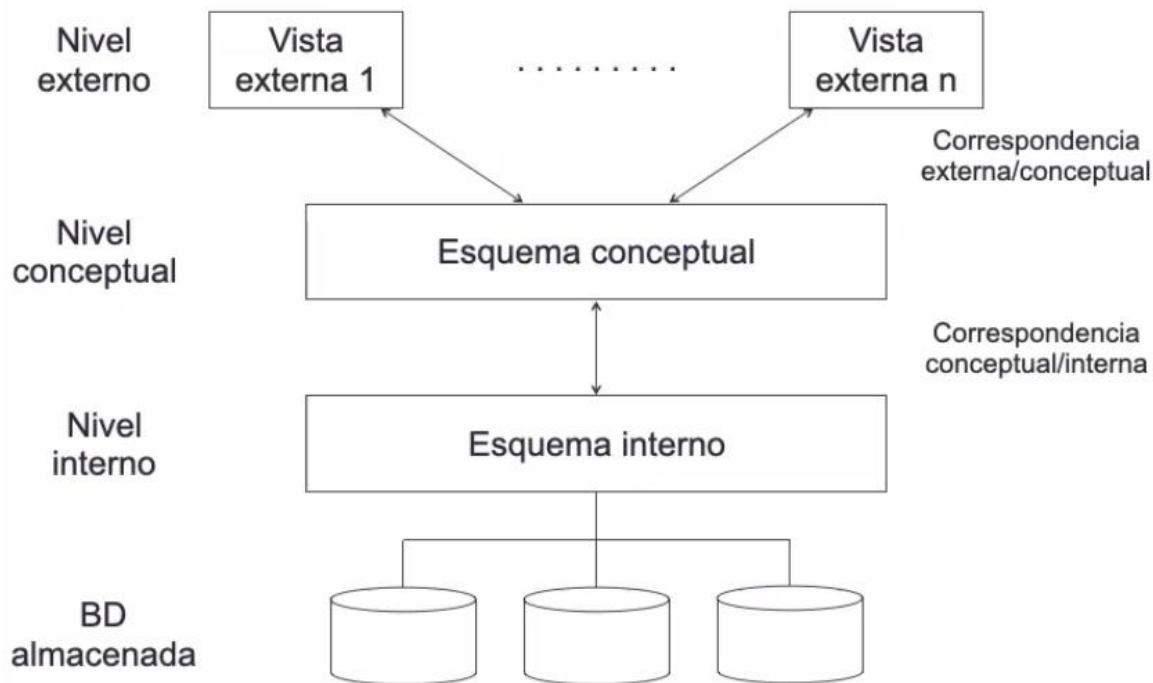 Nivel
externo
Vista
externa 1
. . . . . . . . .
Vista
externa n
Correspondencia
externa/conceptual
Nivel
conceptual
Esquema conceptual
Correspondencia
conceptual/interna
Nivel
interno
Esquema interno
BD
almacenada